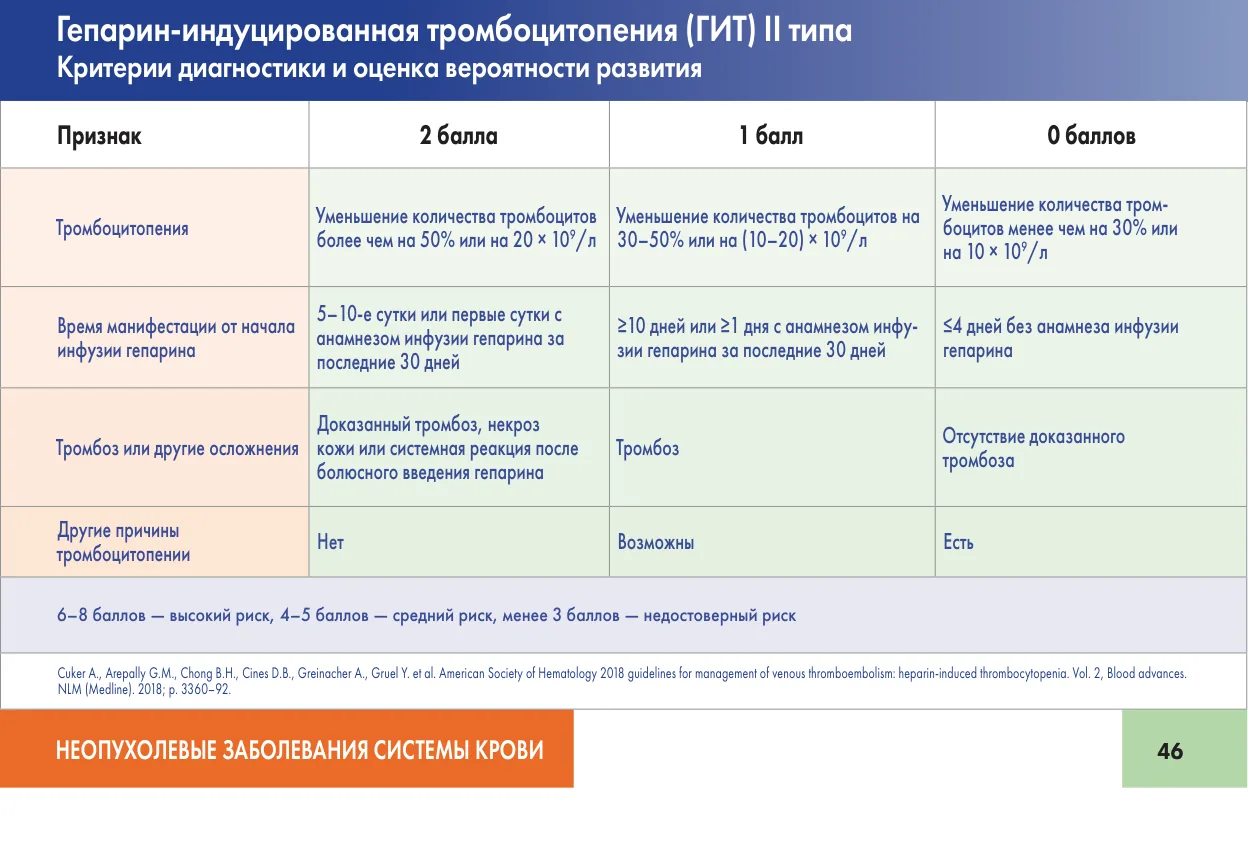 Гепарин-индуцированная тромбоцитопения (ГИТ) II типа
Критерии диагностики и оценка вероятности развития
Признак
2 балла
1 балл
0 баллов
Тромбоцитопения
Уменьшение количества тромбоцитов
более чем на 50% или на 20 × 10⁹/л
Уменьшение количества тромбоцитов на
30–50% или на (10–20) × 10⁹/л
Уменьшение количества тром-
боцитов менее чем на 30% или
на 10 × 10⁹/л
Время манифестации от начала
инфузии гепарина
5–10-е сутки или первые сутки с
анамнезом инфузии гепарина за
последние 30 дней
≥10 дней или ≥1 дня с анамнезом инфу-
зии гепарина за последние 30 дней
≤4 дней без анамнеза инфузии
гепарина
Тромбоз или другие осложнения
Доказанный тромбоз, некроз
кожи или системная реакция после
болюсного введения гепарина
Тромбоз
Отсутствие доказанного
тромбоза
Другие причины
тромбоцитопении
Нет
Возможны
Есть
6–8 баллов — высокий риск, 4–5 баллов — средний риск, менее 3 баллов — недостоверный риск
Cuker A., Arepally G.M., Chong B.H., Cines D.B., Greinacher A., Gruel Y. et al. American Society of Hematology 2018 guidelines for management of venous thromboembolism: heparin-induced thrombocytopenia. Vol. 2, Blood advances.
NLM (Medline). 2018; p. 3360–92.
НЕОПУХОЛЕВЫЕ ЗАБОЛЕВАНИЯ СИСТЕМЫ КРОВИ
46